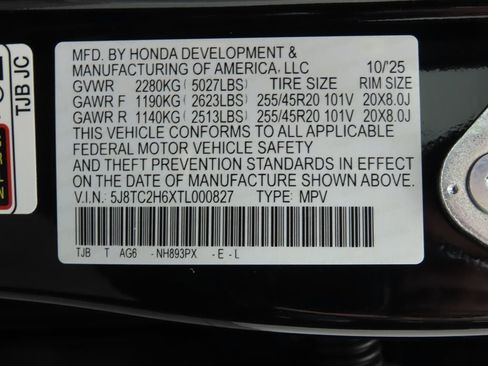 MFD. BY HONDA DEVELOPMENT &
MANUFACTURING OF AMERICA, LLC 10/'25
GVWR 2280KG (5027LBS) TIRE SIZE RIM SIZE
GAWR F 1190KG (2623LBS) 255/45R20 101V 20X8.0J
GAWR R 1140KG (2513LBS) 255/45R20 101V 20X8.0J
THIS VEHICLE CONFORMS TO ALL APPLICABLE
FEDERAL MOTOR VEHICLE SAFETY
AND THEFT PREVENTION STANDARDS IN EFFECT
ON THE DATE OF MANUFACTURE SHOWN ABOVE.
V.I.N.: 5J8TC2H6XTL000827 TYPE: MPV
TJB T AG6 -NH893PX -E-L
TJB JC